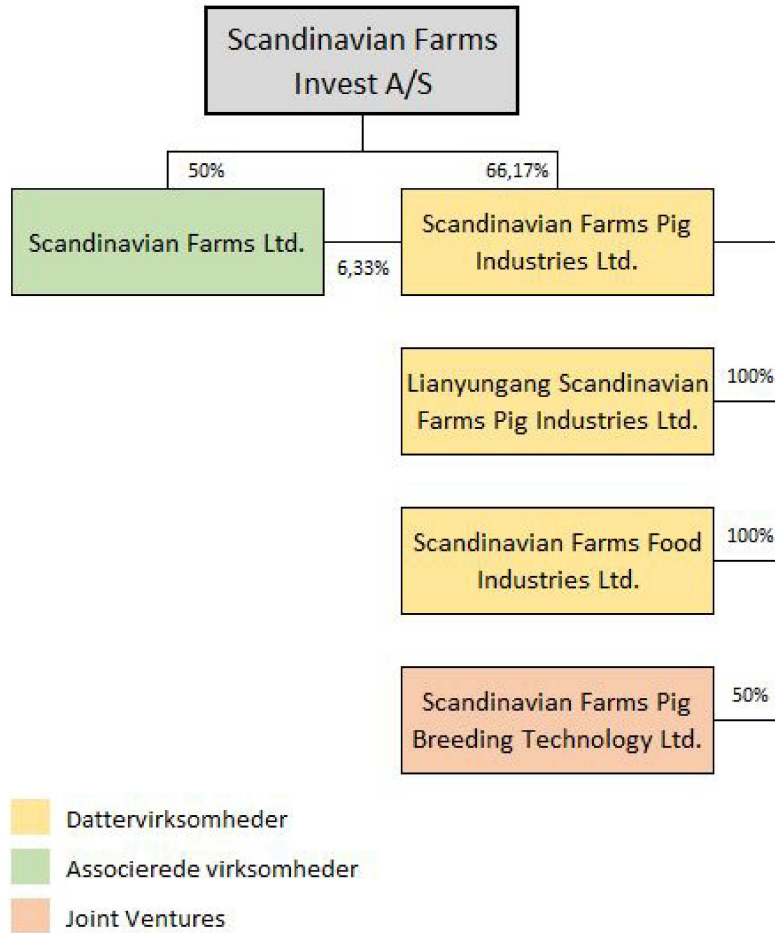 Scandinavian Farms
Invest A/S
50%
66,17%
Scandinavian Farms Ltd.
6,33%
Scandinavian Farms Pig
Industries Ltd.
Lianyungang Scandinavian
Farms Pig Industries Ltd.
100%
Scandinavian Farms Food
Industries Ltd.
100%
Scandinavian Farms Pig
Breeding Technology Ltd.
50%
Dattervirksomheder
Associerede virksomheder
Joint Ventures